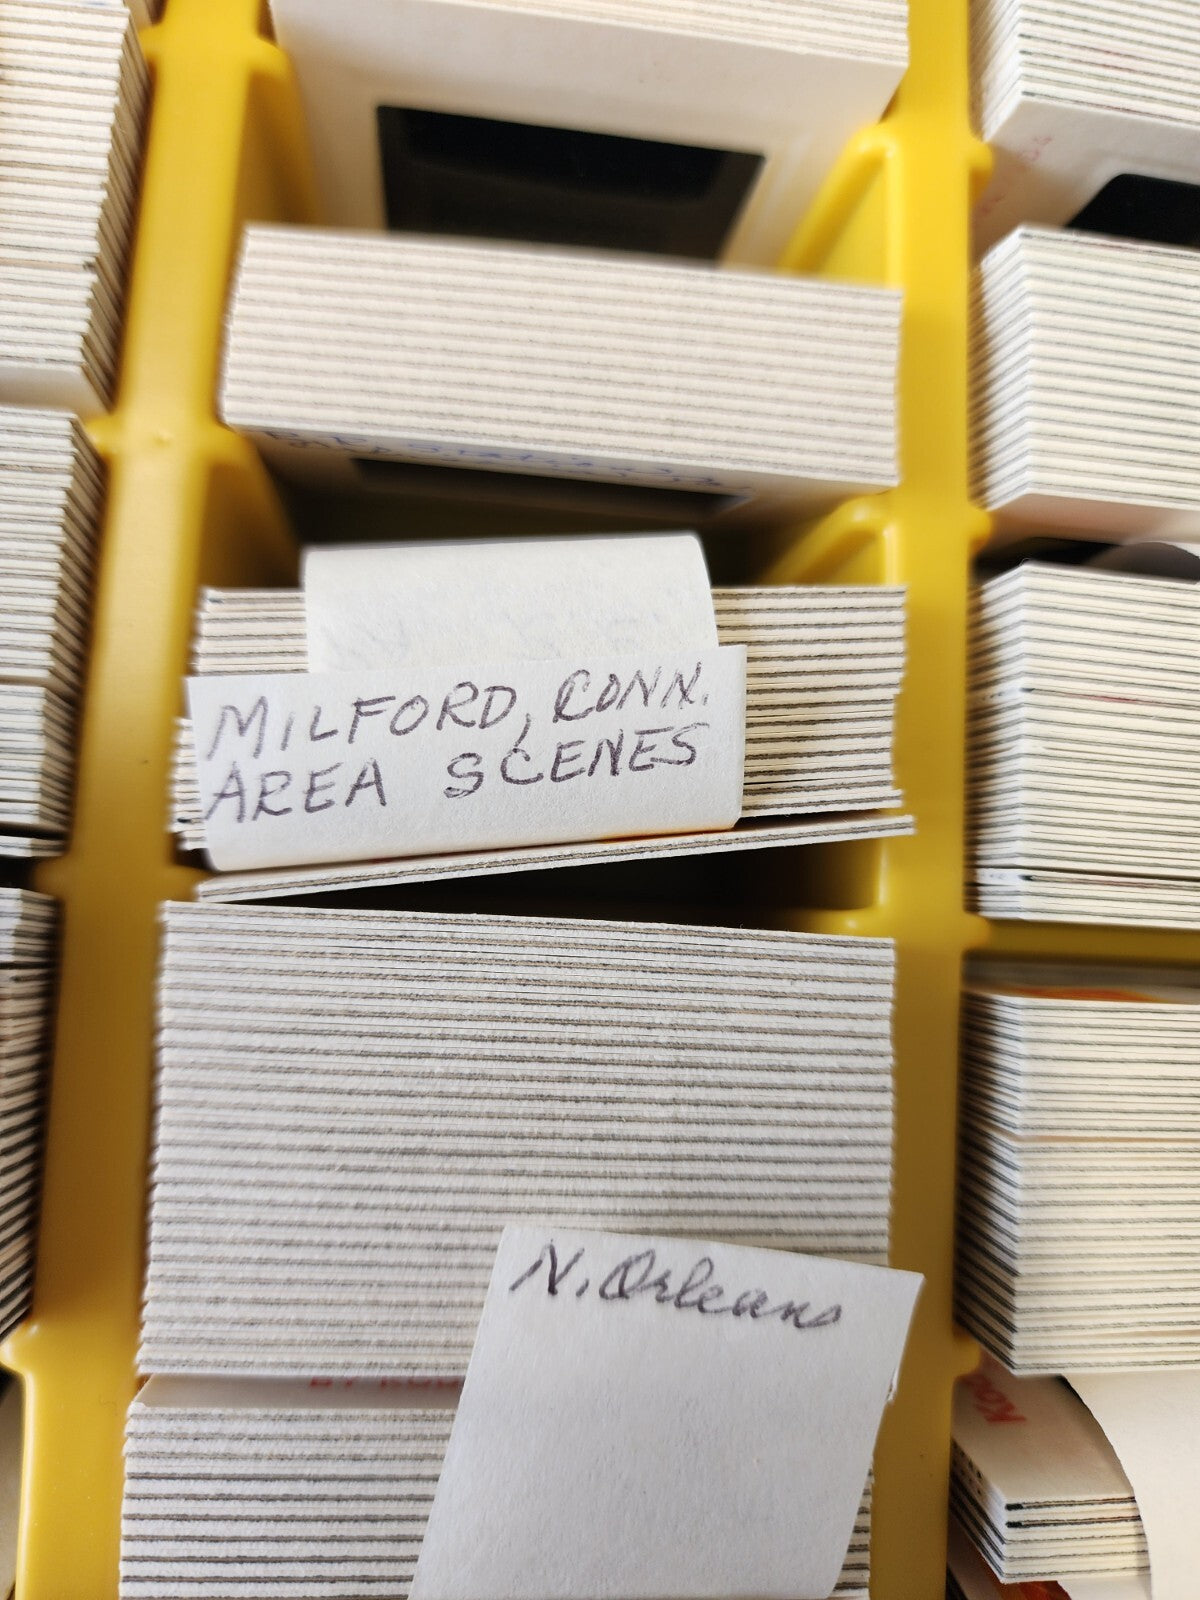 MILFORD, CONN.
AREA SCENES
N. Orleans